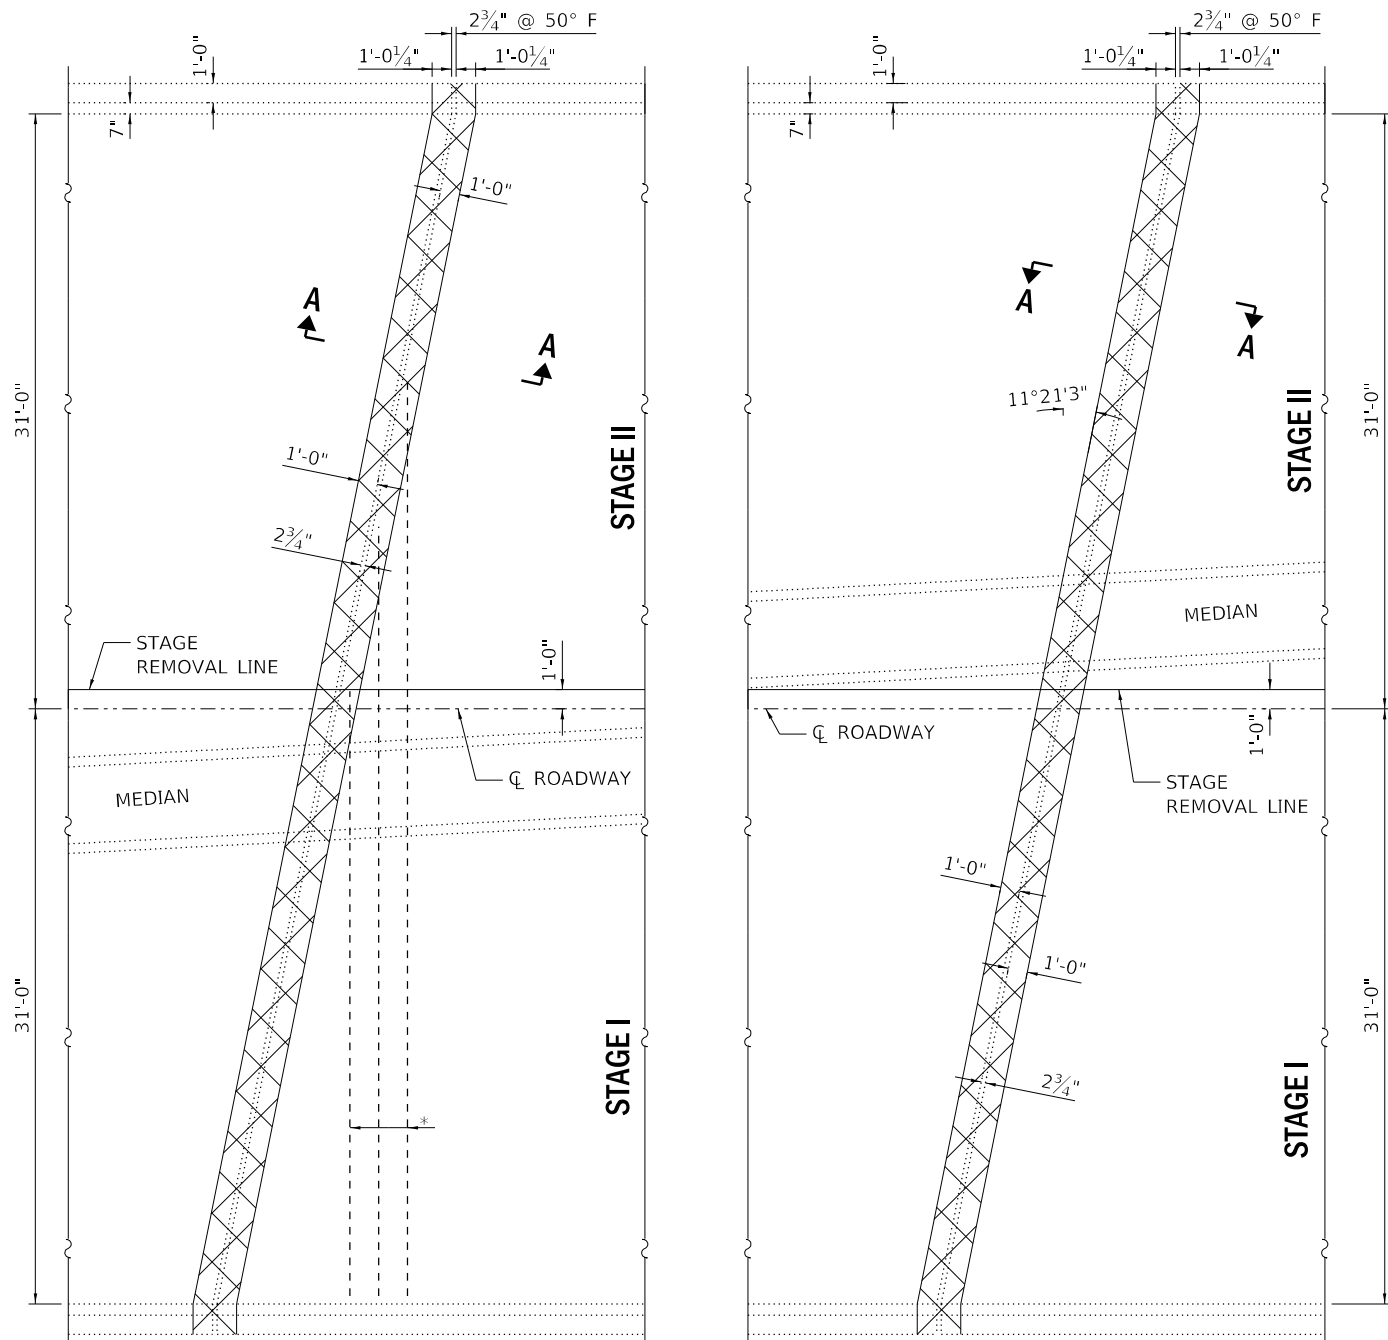 2¾" @ 50° F
1'-0¼"
1'-0¼"
1'-0"
7"
1'-0"
A
A
31'-0"
STAGE II
1'-0"
2¾"
STAGE
REMOVAL LINE
1'-0"
℄ ROADWAY
MEDIAN
31'-0"
STAGE I
*
2¾" @ 50° F
1'-0¼"
1'-0¼"
1'-0"
7"
A
A
11°21'3"
31'-0"
STAGE II
MEDIAN
℄ ROADWAY
1'-0"
STAGE
REMOVAL LINE
1'-0"
1'-0"
2¾"
31'-0"
STAGE I